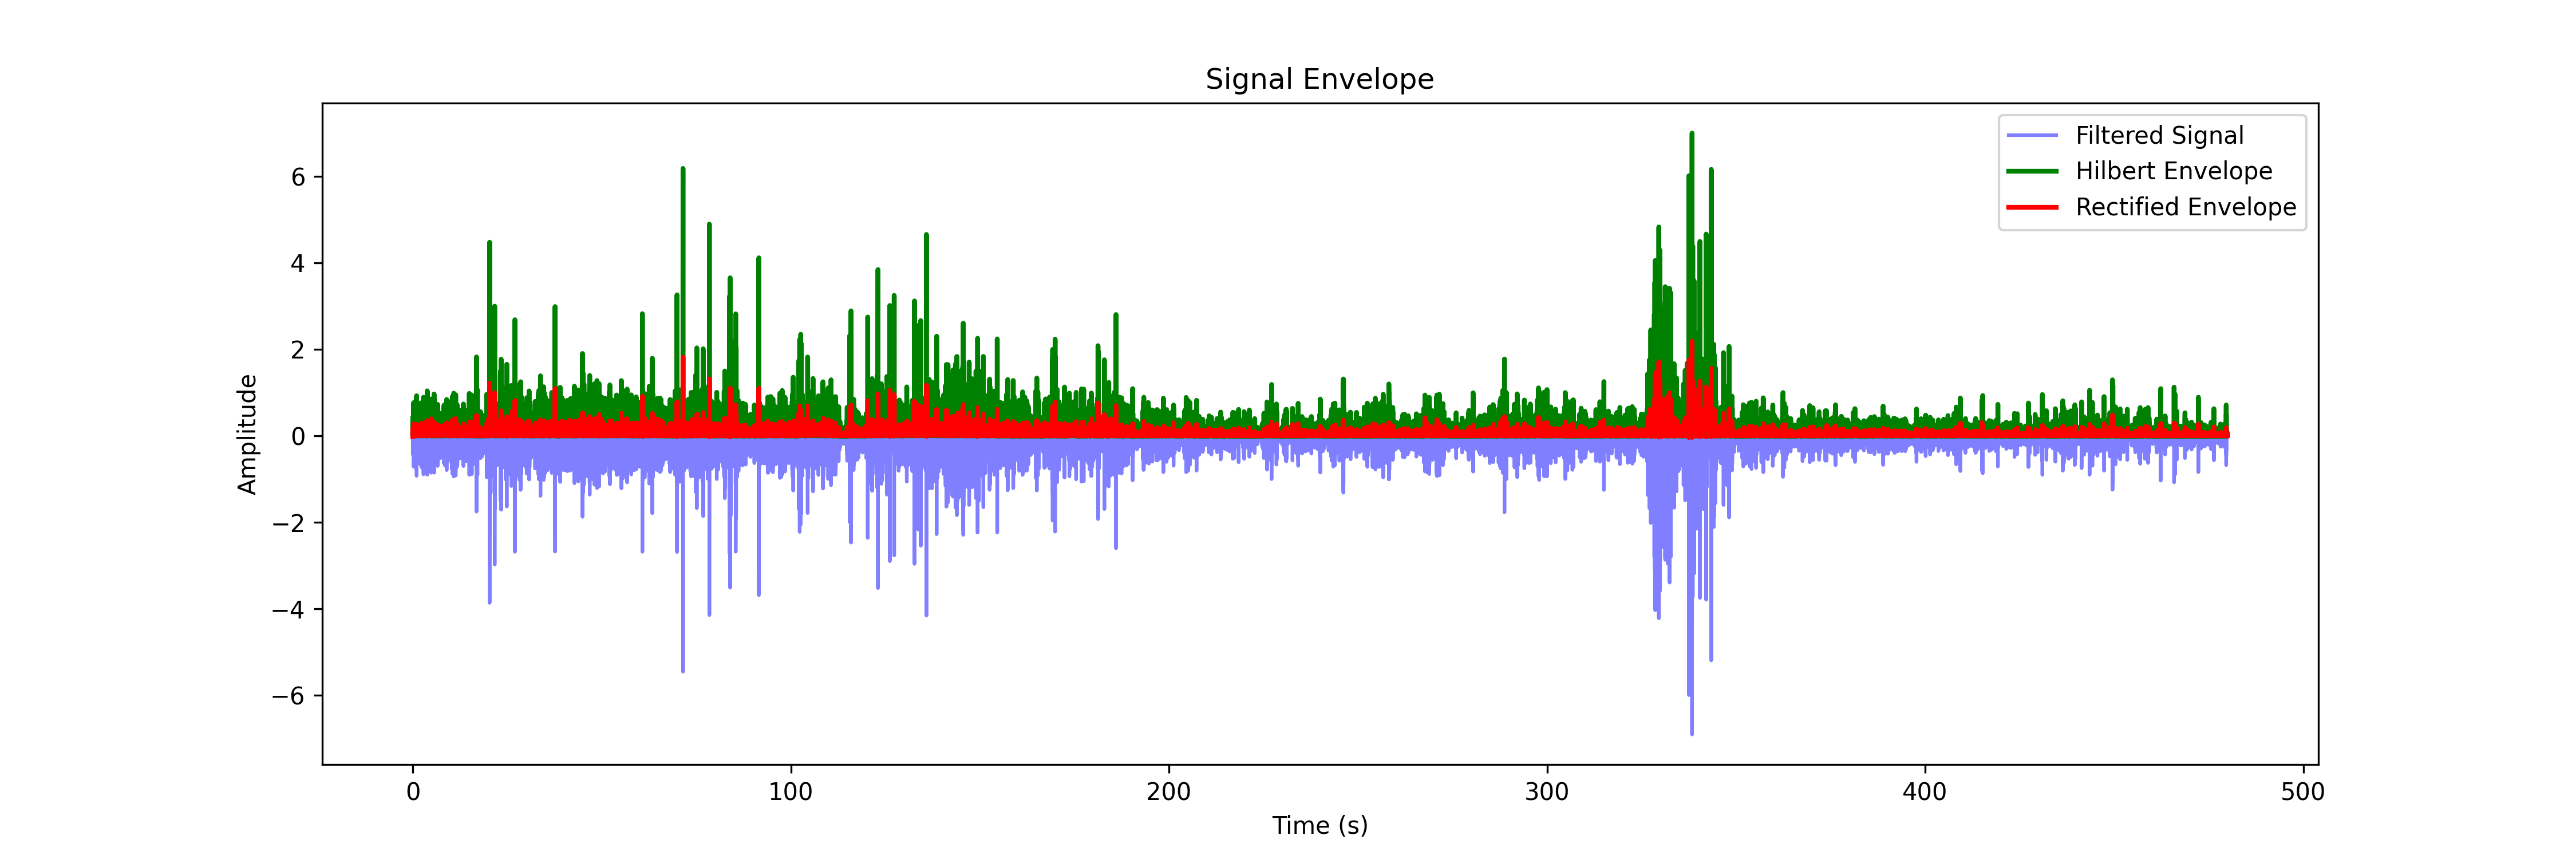 Signal Envelope
Filtered Signal
Hilbert Envelope
Rectified Envelope
Amplitude
6
4
2
0
−2
−4
−6
0 100 200 300 400 500
Time (s)